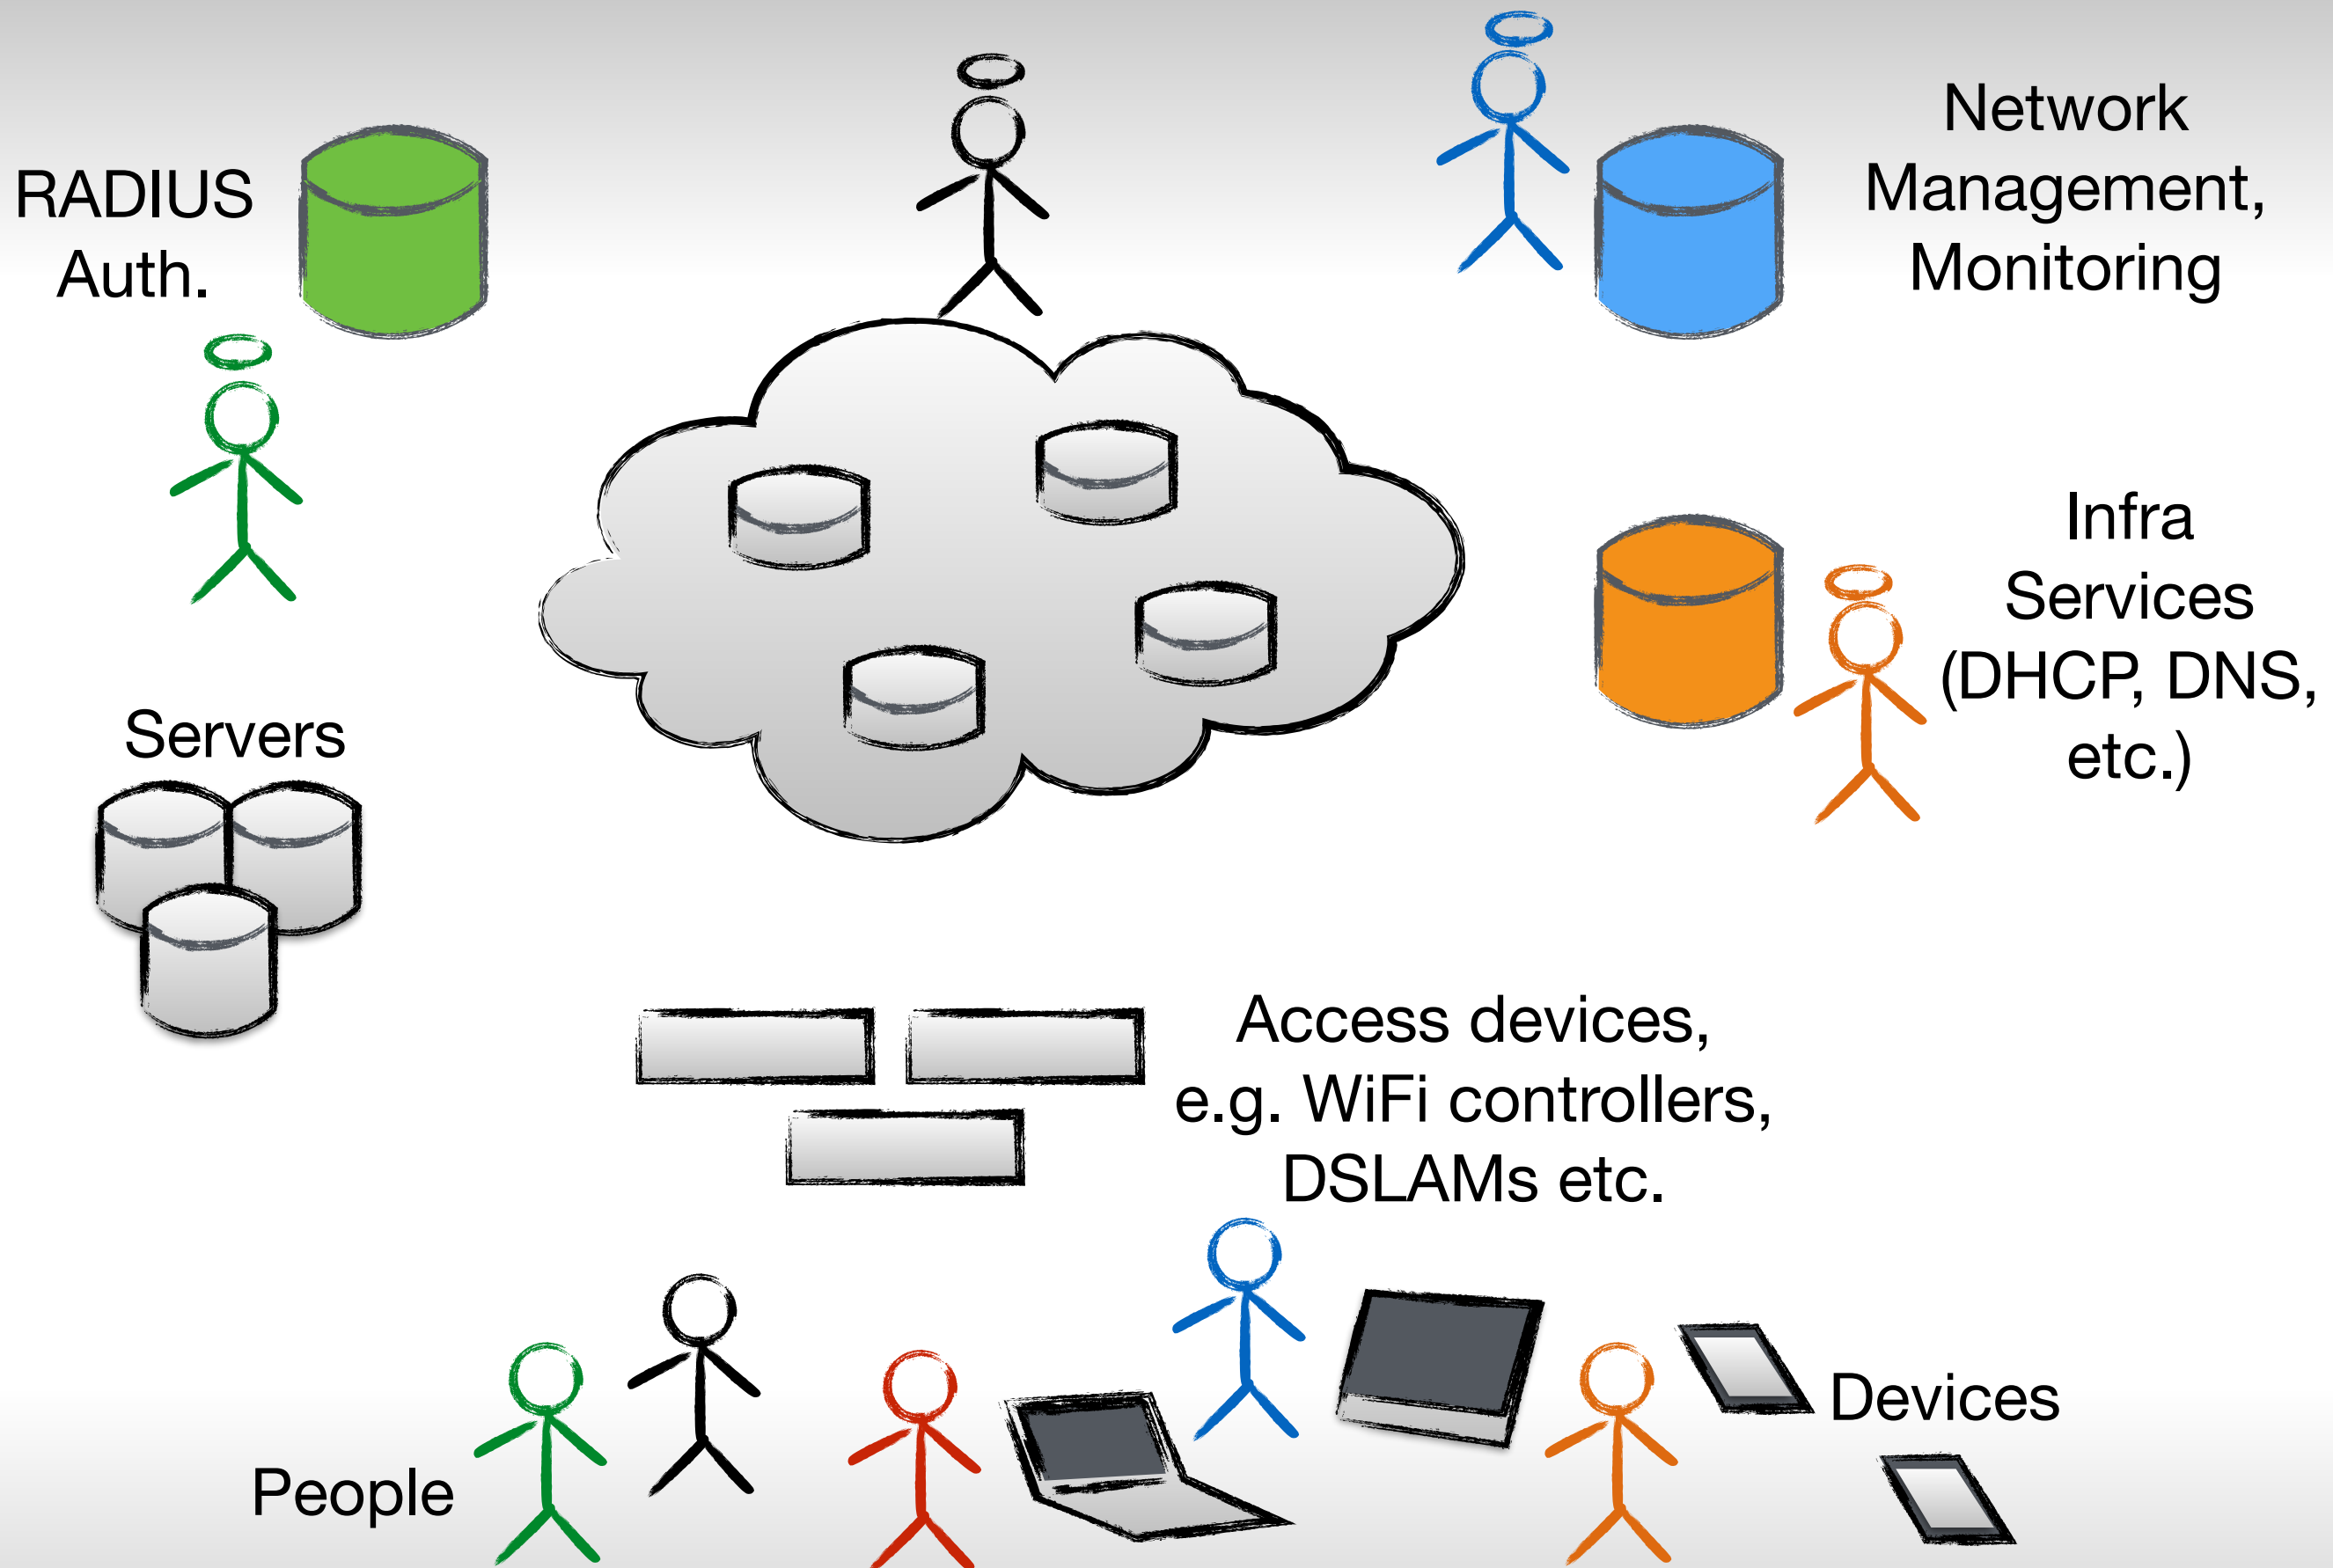 RADIUS
Auth.
Network
Management,
Monitoring
Infra
Services
(DHCP, DNS,
etc.)
Servers
Access devices,
e.g. WiFi controllers,
DSLAMs etc.
Devices
People